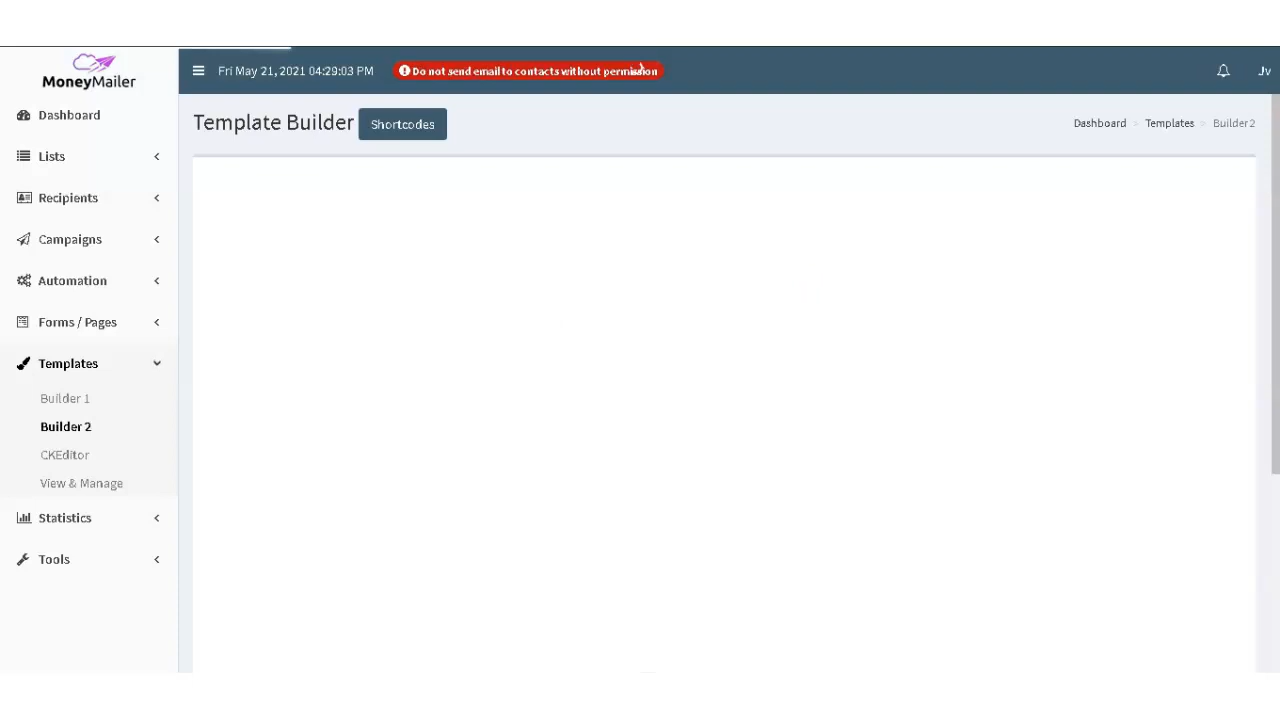 MoneyMailer
Fri May 21, 2021 04:29:03 PM
Do not send email to contacts without permission
Jv
Dashboard
Lists
Recipients
Campaigns
Automation
Forms / Pages
Templates
Builder 1
Builder 2
CKEditor
View & Manage
Statistics
Tools
Template Builder
Shortcodes
Dashboard > Templates > Builder 2